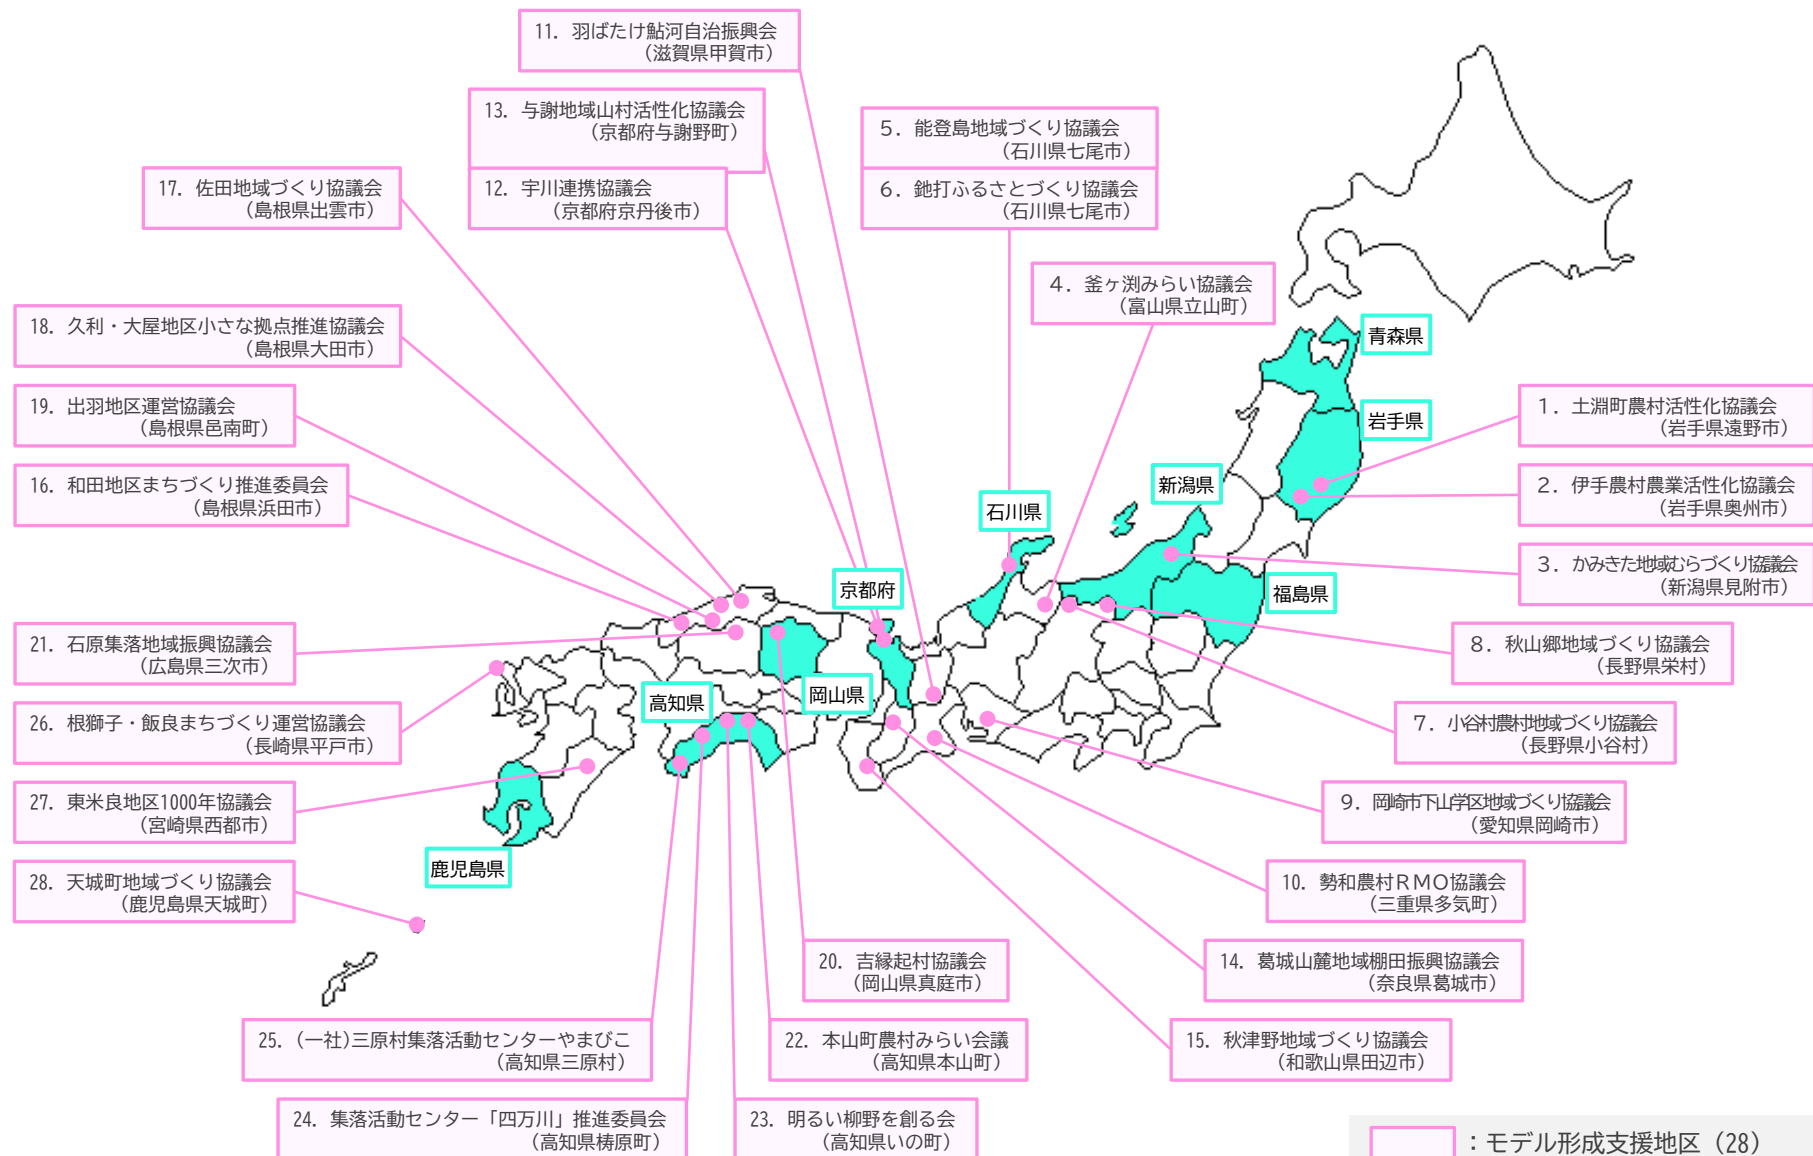 11. 羽ばたけ鮎河自治振興会
(滋賀県甲賀市)
13. 与謝地域山村活性化協議会
(京都府与謝野町)
12. 宇川連携協議会
(京都府京丹後市)
5. 能登島地域づくり協議会
(石川県七尾市)
6. 釶打ふるさとづくり協議会
(石川県七尾市)
17. 佐田地域づくり協議会
(島根県出雲市)
4. 釜ヶ渕みらい協議会
(富山県立山町)
18. 久利・大屋地区小さな拠点推進協議会
(島根県大田市)
19. 出羽地区運営協議会
(島根県邑南町)
16. 和田地区まちづくり推進委員会
(島根県浜田市)
青森県
岩手県
新潟県
石川県
京都府
福島県
高知県
岡山県
鹿児島県
1. 土淵町農村活性化協議会
(岩手県遠野市)
2. 伊手農村農業活性化協議会
(岩手県奥州市)
3. かみきた地域むらづくり協議会
(新潟県見附市)
21. 石原集落地域振興協議会
(広島県三次市)
8. 秋山郷地域づくり協議会
(長野県栄村)
26. 根獅子・飯良まちづくり運営協議会
(長崎県平戸市)
7. 小谷村農村地域づくり協議会
(長野県小谷村)
27. 東米良地区1000年協議会
(宮崎県西都市)
9. 岡崎市下山学区地域づくり協議会
(愛知県岡崎市)
28. 天城町地域づくり協議会
(鹿児島県天城町)
10. 勢和農村RMO協議会
(三重県多気町)
20. 吉縁起村協議会
(岡山県真庭市)
14. 葛城山麓地域棚田振興協議会
(奈良県葛城市)
25. (一社)三原村集落活動センターやまびこ
(高知県三原村)
22. 本山町農村みらい会議
(高知県本山町)
15. 秋津野地域づくり協議会
(和歌山県田辺市)
24. 集落活動センター「四万川」推進委員会
(高知県梼原町)
23. 明るい柳野を創る会
(高知県いの町)
:モデル形成支援地区(28)